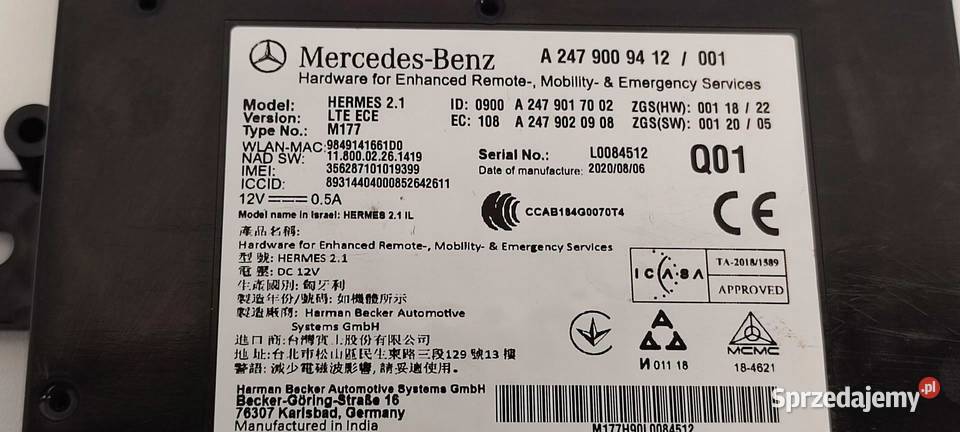 Mercedes-Benz A 247 900 94 12 / 001
Hardware for Enhanced Remote-, Mobility- & Emergency Services
Model: HERMES 2.1 ID: 0900 A 247 901 70 02 ZGS(HW): 001 18 / 22
Version: LTE ECE EC: 108 A 247 902 09 08 ZGS(SW): 001 20 / 05
Type No.: M177
WLAN-MAC: 9849141661D0
NAD SW: 11.800.02.26.1419
IMEI: 356287101019399
ICCID: 89314404000852642611
Serial No.: L0084512
Date of manufacture: 2020/08/06
Q01
12V 0.5A
Model name in Israel: HERMES 2.1 IL
CCAB184G0070T4
CE
產品名稱:
Hardware for Enhanced Remote-, Mobility- & Emergency Services
型號: HERMES 2.1
電壓: DC 12V
生產國別: 匈牙利
製造年份/號碼: 如機體所示
製造廠商: Harman Becker Automotive
Systems GmbH
進口商: 台灣賓士股份有限公司
地址: 台北市松山區民生東路三段129號13樓
警語: 減少電磁波影響, 請妥適使用.
ICASA TA-2018/1589
APPROVED
И 011 18
MCMC
18-4621
Harman Becker Automotive Systems GmbH
Becker-Göring-Straße 16
76307 Karlsbad, Germany
Manufactured in India
M177H90L0084512
Sprzedajemy.pl